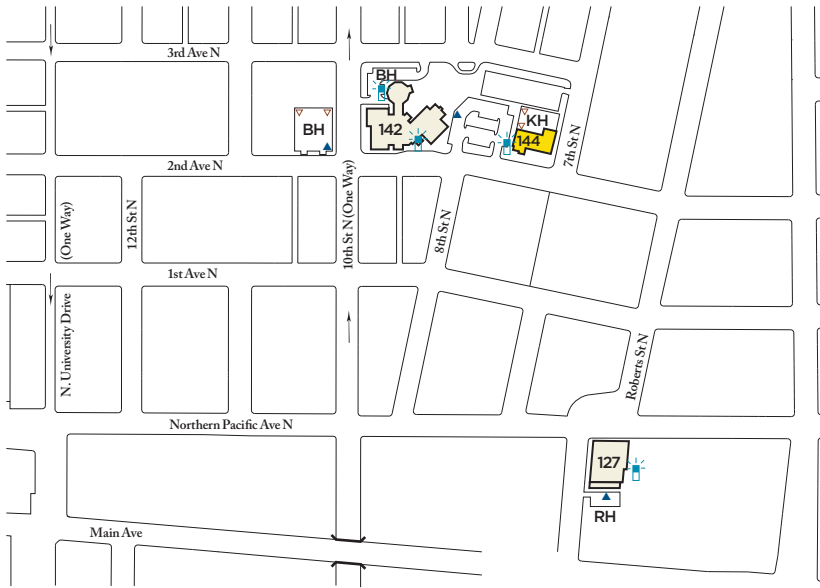 3rd Ave N
BH
142
KH
144
BH
2nd Ave N
7th St N
(One Way)
N. University Drive
12th St N
10th St N (One Way)
8th St N
1st Ave N
Roberts St N
Northern Pacific Ave N
127
RH
Main Ave